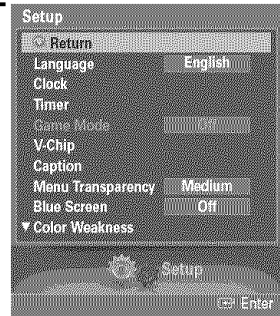 Setup
Return
Language English
Clock
Timer
Game Mode Off
V-Chip
Caption
Menu Transparency Medium
Blue Screen Off
▼ Color Weakness
Setup
Enter